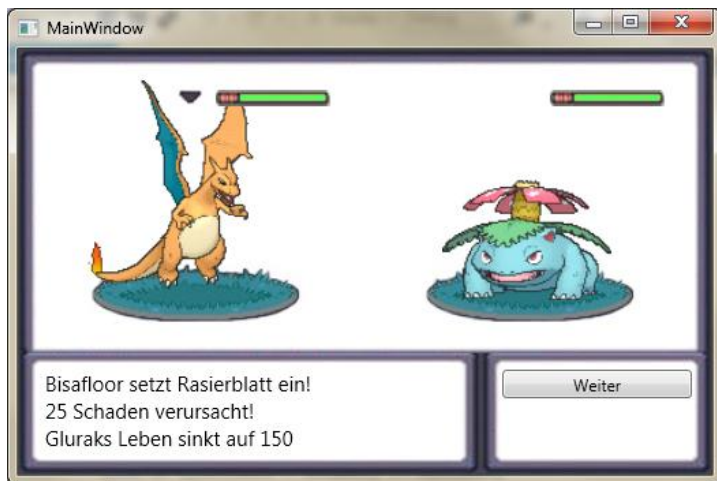 MainWindow
Bisafloor setzt Rasierblatt ein!
25 Schaden verursacht!
Gluraks Leben sinkt auf 150
Weiter